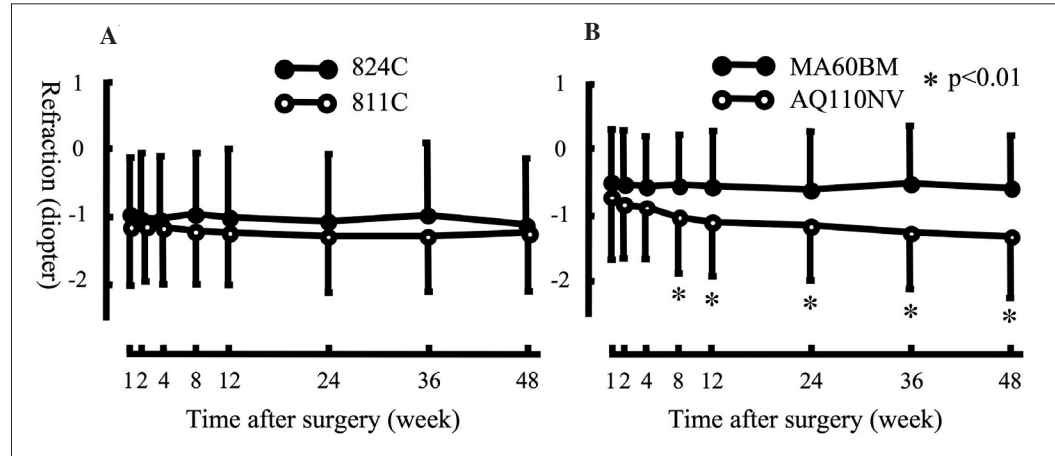 A
824C
811C
Refraction (diopter)
1
0
-1
-2
1 2 4 8 12 24 36 48
Time after surgery (week)
B
MA60BM
AQ110NV
* p<0.01
1
0
-1
-2
* * * * *
1 2 4 8 12 24 36 48
Time after surgery (week)